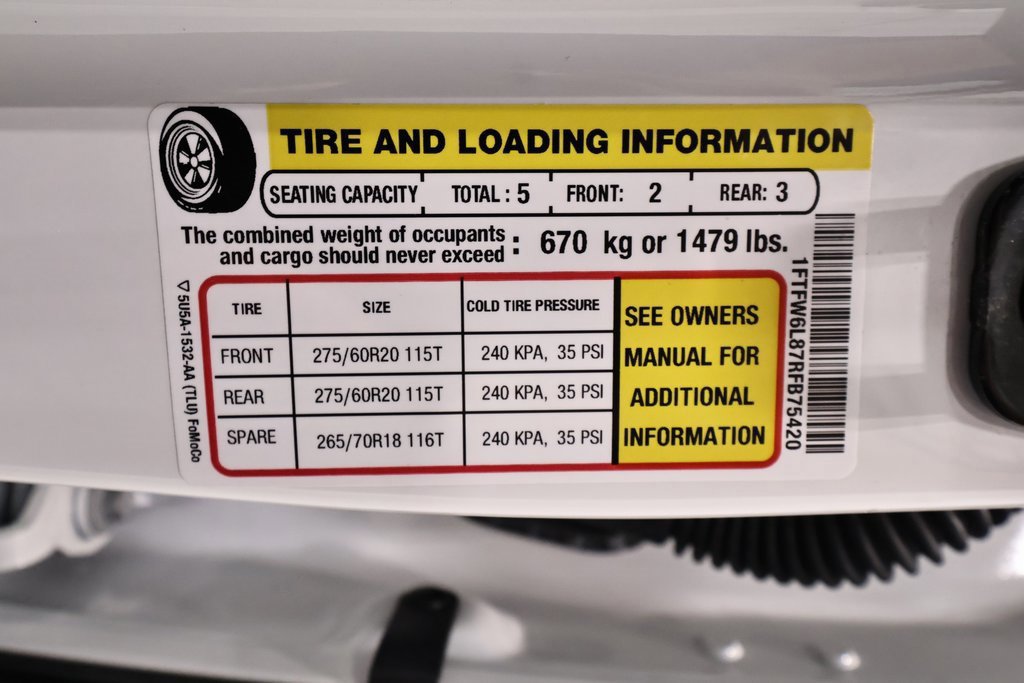 TIRE AND LOADING INFORMATION
SEATING CAPACITY TOTAL : 5 FRONT: 2 REAR: 3
The combined weight of occupants
and cargo should never exceed : 670 kg or 1479 lbs.
TIRE SIZE COLD TIRE PRESSURE
FRONT 275/60R20 115T 240 KPA, 35 PSI
REAR 275/60R20 115T 240 KPA, 35 PSI
SPARE 265/70R18 116T 240 KPA, 35 PSI
SEE OWNERS
MANUAL FOR
ADDITIONAL
INFORMATION
5U5A-1532-AA (TLU) FoMoCo
1FTFW6L87RFB75420